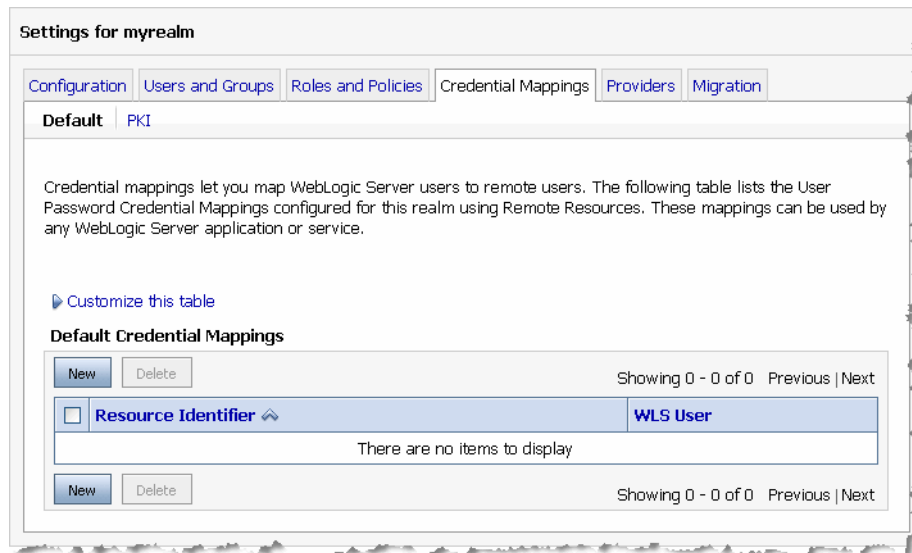 Settings for myrealm
Configuration Users and Groups Roles and Policies Credential Mappings Providers Migration
Default PKI
Credential mappings let you map WebLogic Server users to remote users. The following table lists the User
Password Credential Mappings configured for this realm using Remote Resources. These mappings can be used by
any WebLogic Server application or service.
Customize this table
Default Credential Mappings
New Delete Showing 0 - 0 of 0 Previous | Next
Resource Identifier WLS User
There are no items to display
New Delete Showing 0 - 0 of 0 Previous | Next